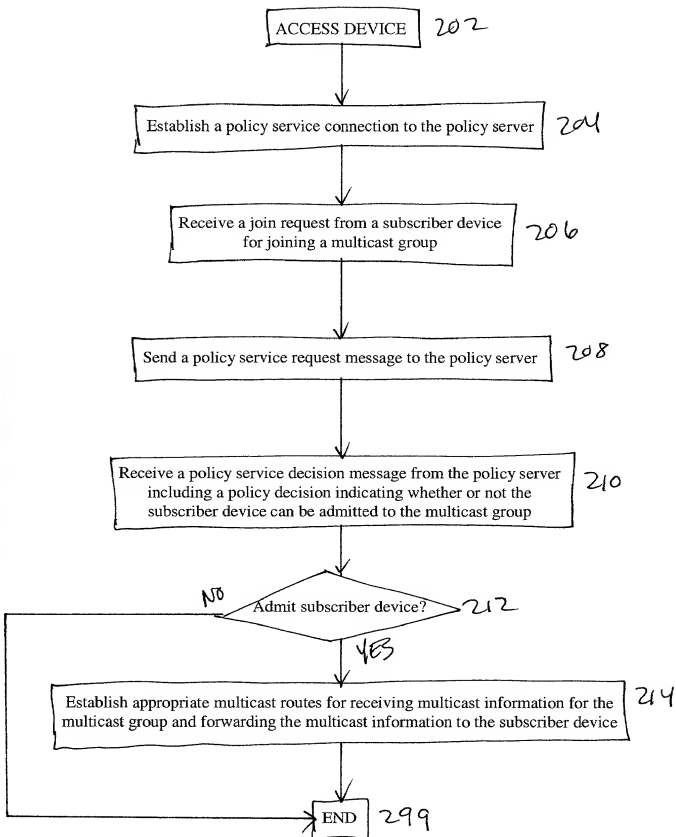 ACCESS DEVICE 202
Establish a policy service connection to the policy server 204
Receive a join request from a subscriber device
for joining a multicast group 206
Send a policy service request message to the policy server 208
Receive a policy service decision message from the policy server
including a policy decision indicating whether or not the 210
subscriber device can be admitted to the multicast group
NO
Admit subscriber device? 212
YES
Establish appropriate multicast routes for receiving multicast information for the 214
multicast group and forwarding the multicast information to the subscriber device
END 299